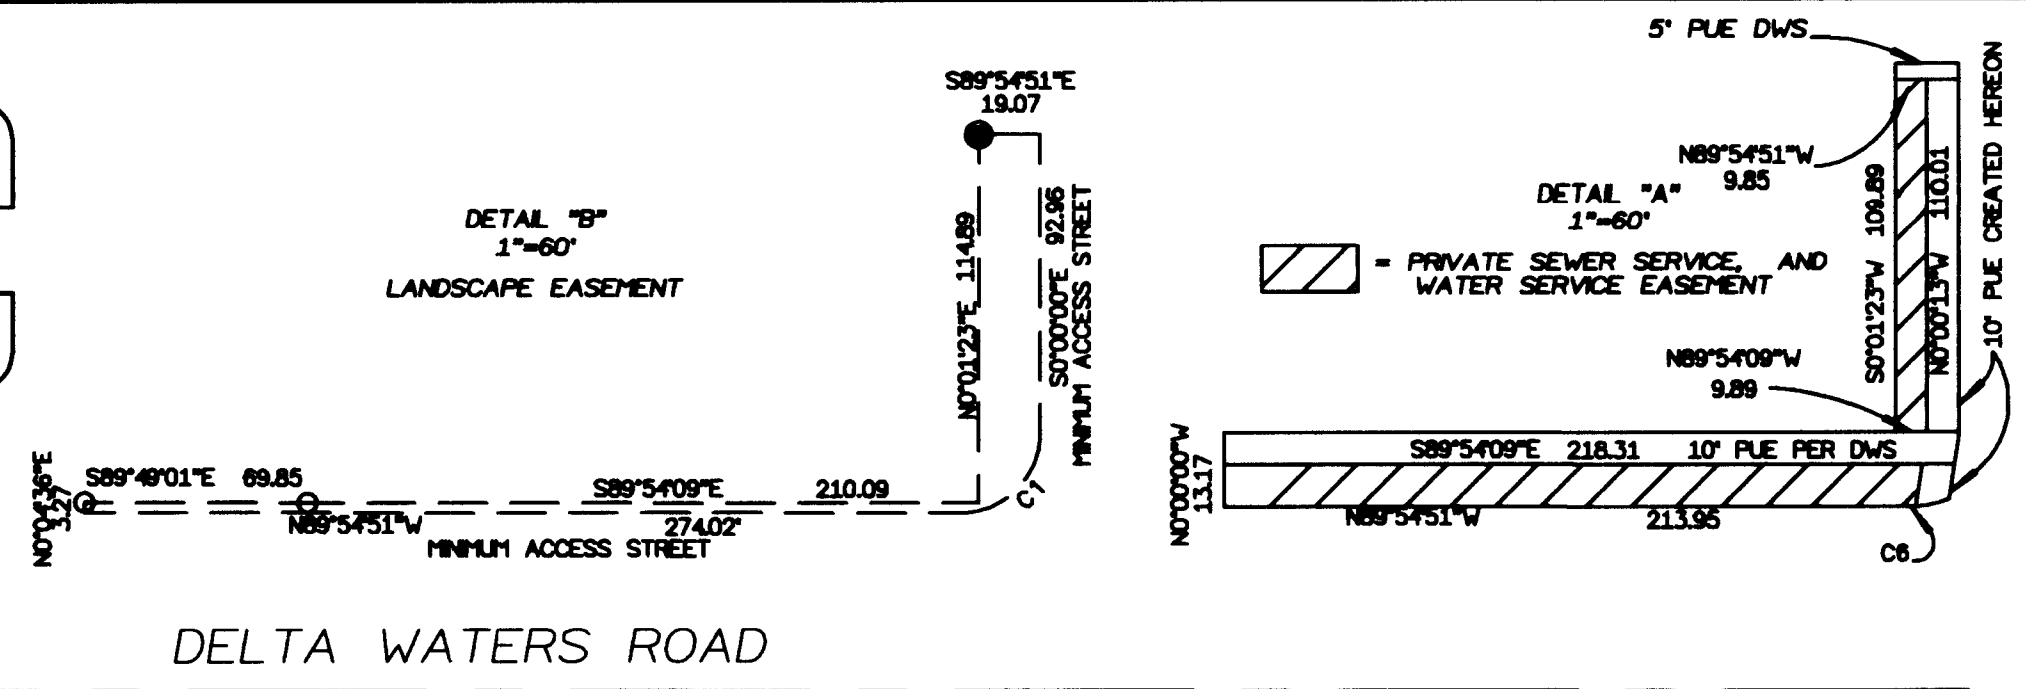 S89°54'51"E
19.07
DETAIL "B"
1"=60'
LANDSCAPE EASEMENT
N0°01'23"E 114.89
S0°00'00"E 92.96
MINIMUM ACCESS STREET
N0°04'36"E
3.27
S89°49'01"E 69.85
S89°54'09"E 210.09
N89°54'51"W 274.02'
MINIMUM ACCESS STREET
DELTA WATERS ROAD
5' PUE DWS
N89°54'51"W
9.85
DETAIL "A"
1"=60'
= PRIVATE SEWER SERVICE, AND
WATER SERVICE EASEMENT
S0°01'23"W 109.89
N0°00'13"W 110.01
10' PUE CREATED HEREON
N89°54'09"W
9.89
N0°00'00"W
13.17
S89°54'09"E 218.31 10' PUE PER DWS
N89°54'51"W 213.95
C6